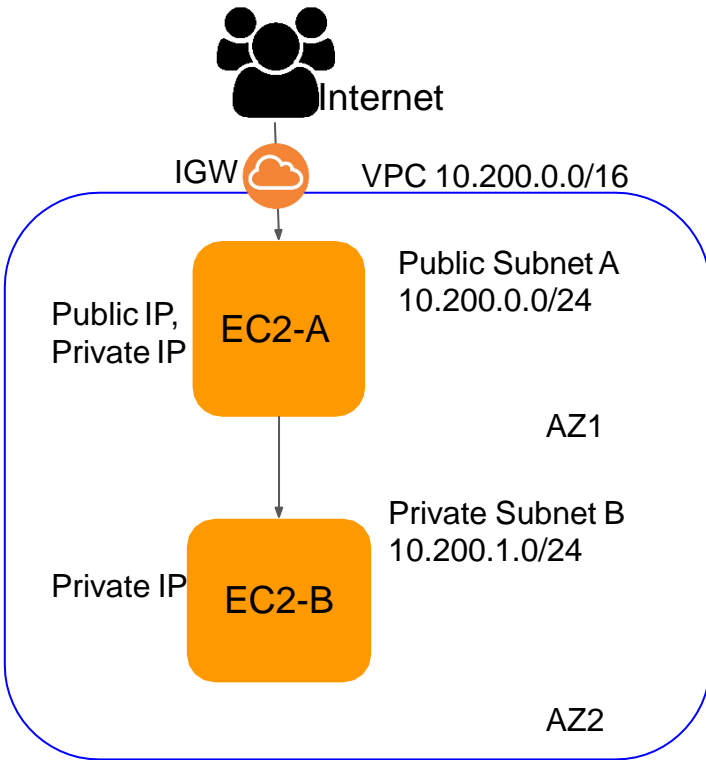 Internet
IGW
VPC 10.200.0.0/16
Public Subnet A
10.200.0.0/24
Public IP,
Private IP
EC2-A
AZ1
Private Subnet B
10.200.1.0/24
Private IP
EC2-B
AZ2